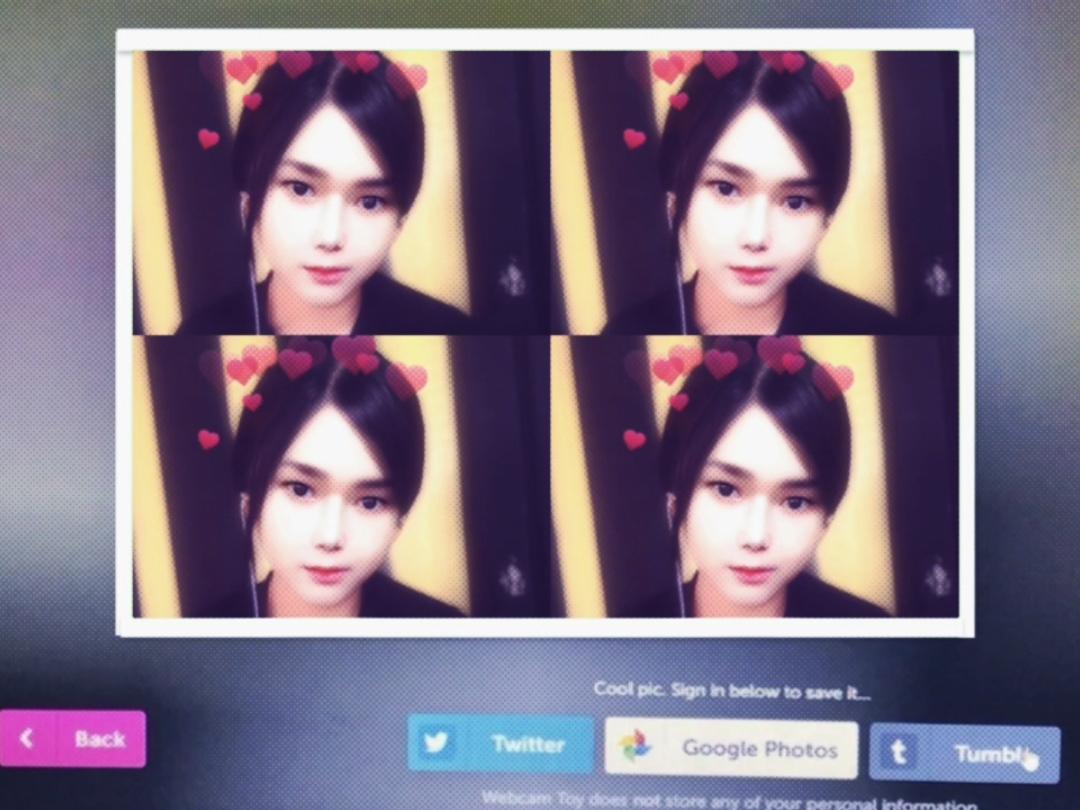 Cool pic. Sign in below to save it...
Back
Twitter
Google Photos
Tumbl
Webcam Toy does not store any of your personal information